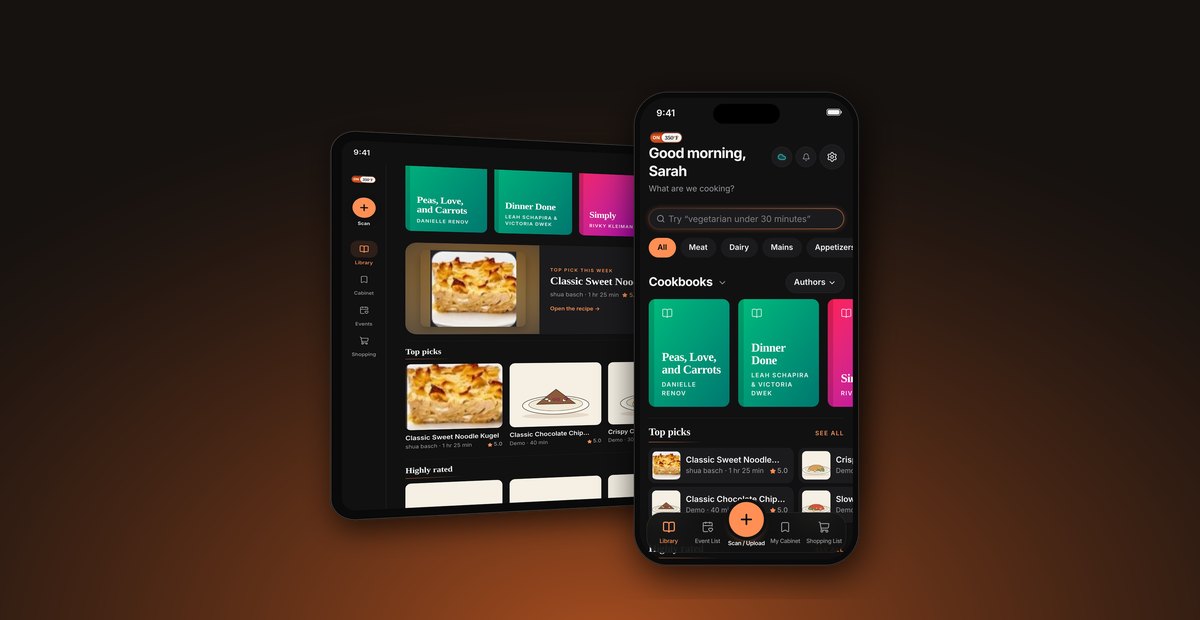 9:41
ON 350°F
Scan
Library
Cabinet
Events
Shopping
Peas, Love,
and Carrots
DANIELLE RENOV
Dinner Done
LEAH SCHAPIRA &
VICTORIA DWEK
Simply
RIVKY KLEIMAN
TOP PICK THIS WEEK
Classic Sweet Noo
shua basch · 1 hr 25 min ★ 5.
Open the recipe →
Top picks
Classic Sweet Noodle Kugel
shua basch · 1 hr 25 min ★ 5.0
Classic Chocolate Chip...
Demo · 40 min ★ 5.0
Crispy C
Demo · 30
Highly rated
9:41
ON 350°F
Good morning,
Sarah
What are we cooking?
Try “vegetarian under 30 minutes”
All Meat Dairy Mains Appetizers
Cookbooks
Authors
Peas, Love,
and Carrots
DANIELLE
RENOV
Dinner
Done
LEAH SCHAPIRA
& VICTORIA
DWEK
Sim
RIV
Top picks SEE ALL
Classic Sweet Noodle...
shua basch · 1 hr 25 min ★ 5.0
Crisp
Demo
Classic Chocolate Chip...
Demo · 40 m ★ 5.0
Slow
Demo
Library Event List Scan / Upload My Cabinet Shopping List